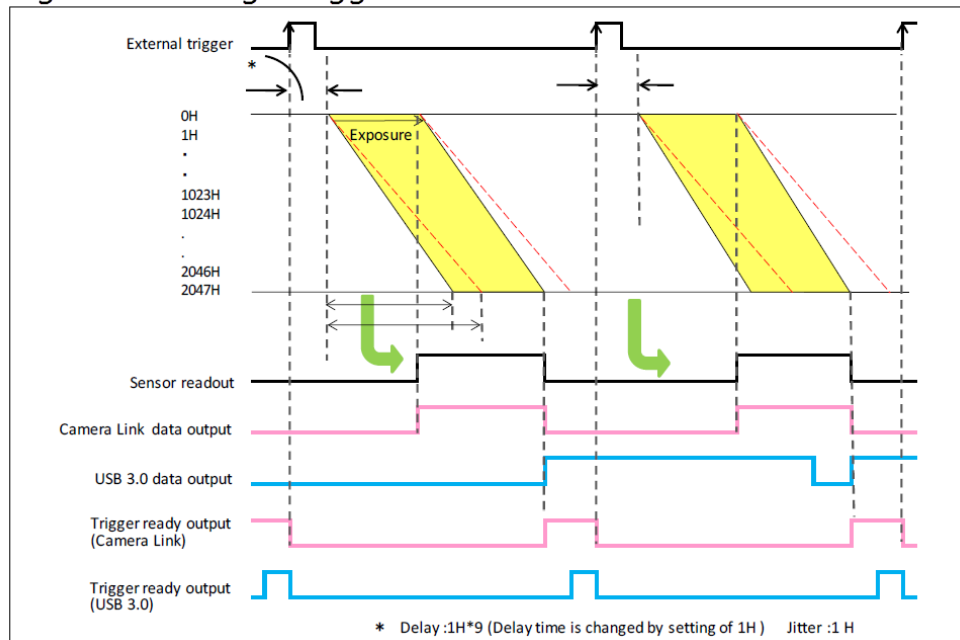 External trigger
*
0H
1H
Exposure
.
.
1023H
1024H
.
.
2046H
2047H
Sensor readout
Camera Link data output
USB 3.0 data output
Trigger ready output
(Camera Link)
Trigger ready output
(USB 3.0)
* Delay :1H*9 (Delay time is changed by setting of 1H ) Jitter :1 H